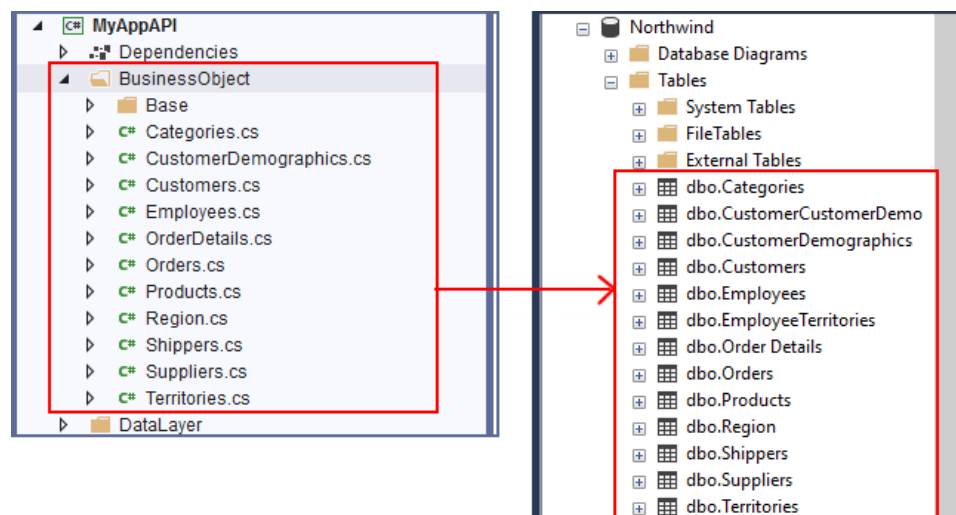 MyAppAPI
Dependencies
BusinessObject
Base
C# Categories.cs
C# CustomerDemographics.cs
C# Customers.cs
C# Employees.cs
C# OrderDetails.cs
C# Orders.cs
C# Products.cs
C# Region.cs
C# Shippers.cs
C# Suppliers.cs
C# Territories.cs
DataLayer
Northwind
Database Diagrams
Tables
System Tables
FileTables
External Tables
dbo.Categories
dbo.CustomerCustomerDemo
dbo.CustomerDemographics
dbo.Customers
dbo.Employees
dbo.EmployeeTerritories
dbo.Order Details
dbo.Orders
dbo.Products
dbo.Region
dbo.Shippers
dbo.Suppliers
dbo.Territories